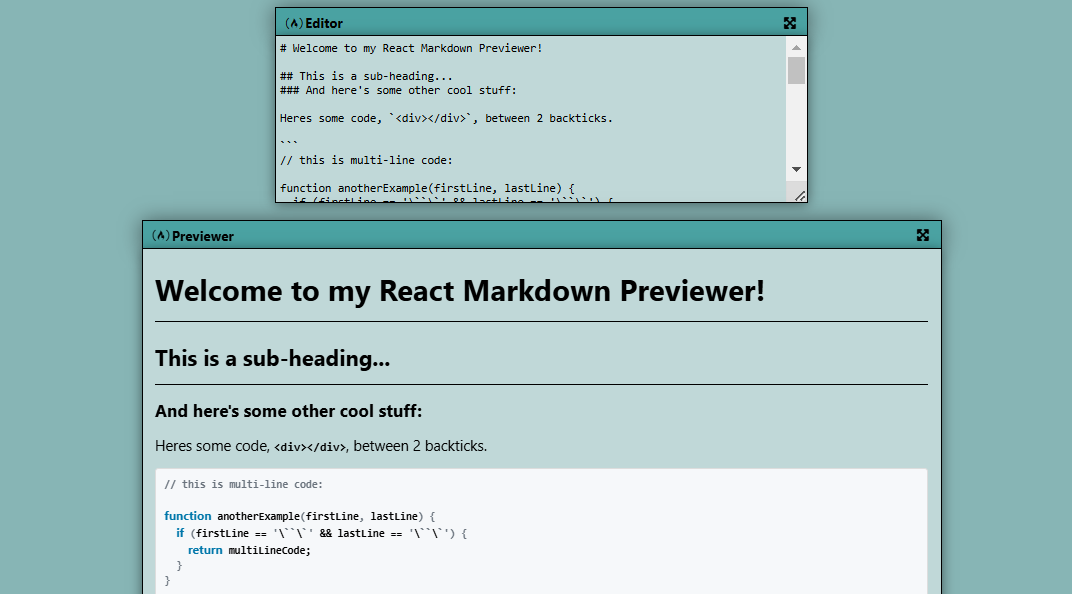 Editor
# Welcome to my React Markdown Previewer!
## This is a sub-heading...
### And here's some other cool stuff:
Heres some code, `<div></div>`, between 2 backticks.
```
// this is multi-line code:
function anotherExample(firstLine, lastLine) {
if (firstLine == '\``\`' && lastLine == '\``\`') {
Previewer
Welcome to my React Markdown Previewer!
This is a sub-heading...
And here's some other cool stuff:
Heres some code, <div></div>, between 2 backticks.
// this is multi-line code:
function anotherExample(firstLine, lastLine) {
if (firstLine == '\``\`' && lastLine == '\``\`') {
return multiLineCode;
}
}